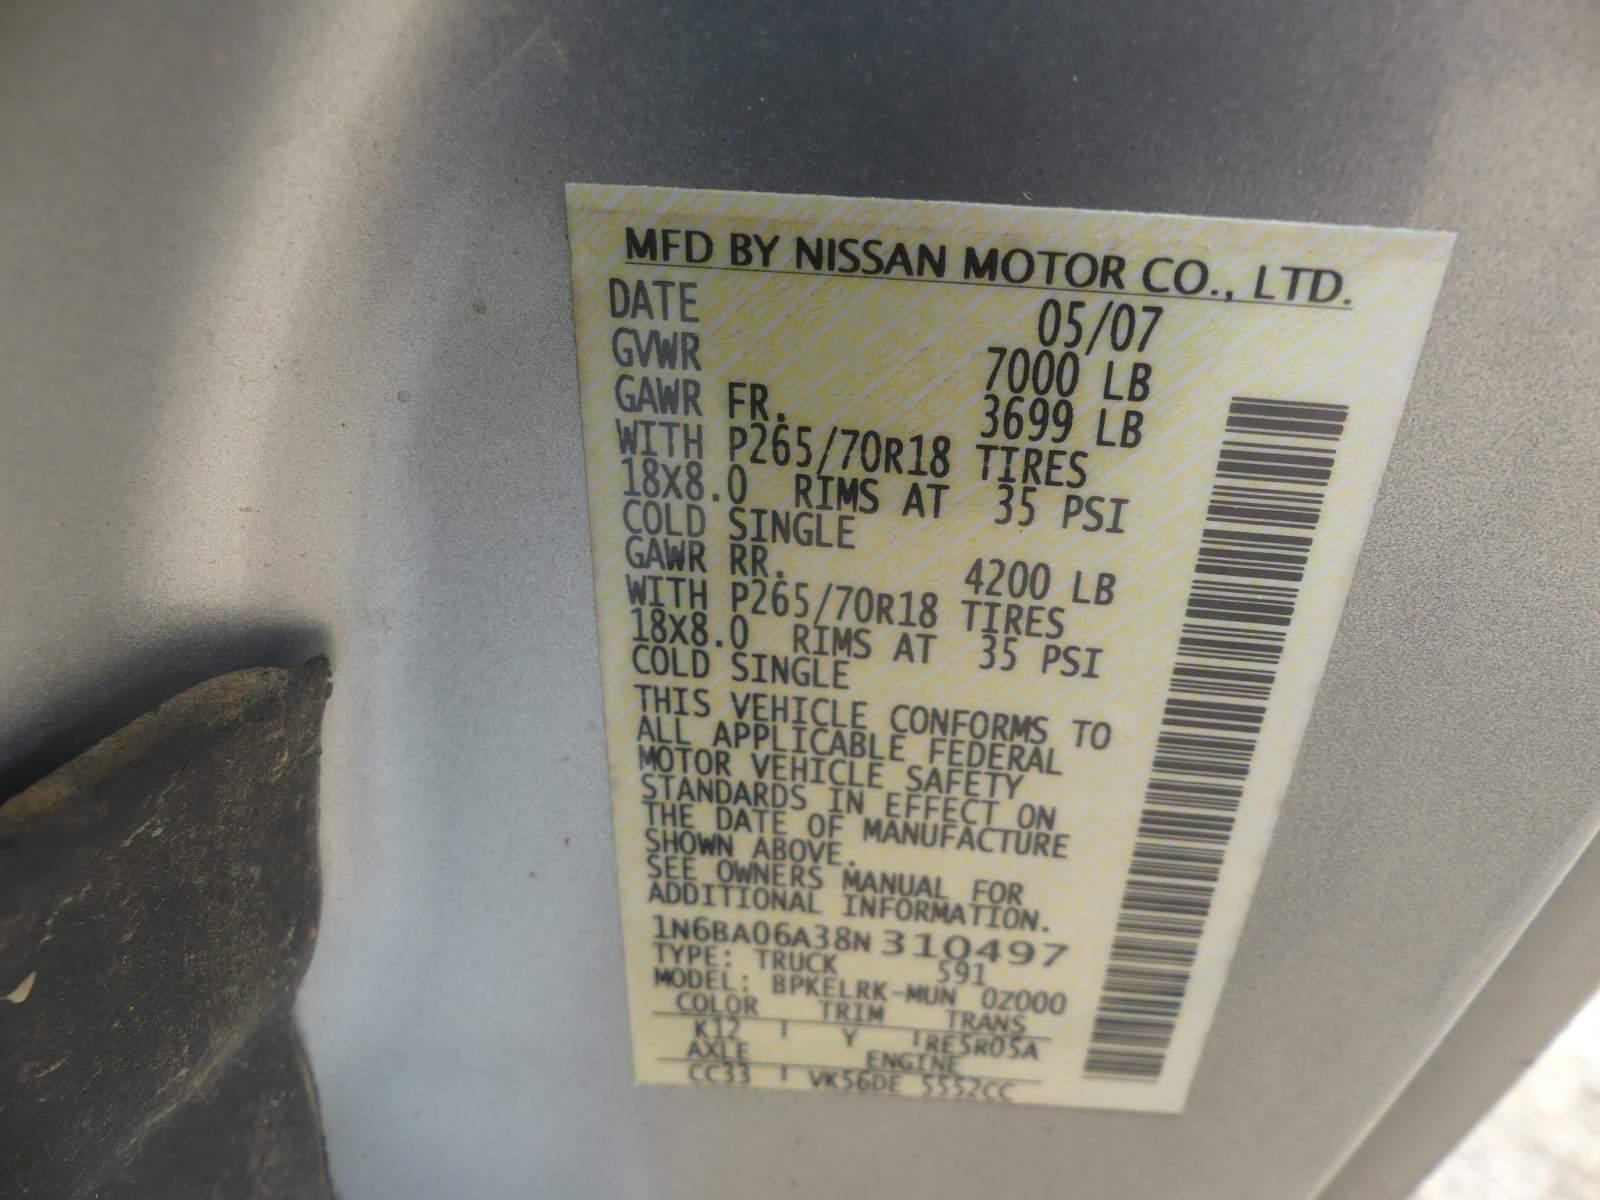 MFD BY NISSAN MOTOR CO., LTD.
DATE 05/07
GVWR 7000 LB
GAWR FR. 3699 LB
WITH P265/70R18 TIRES
18X8.0 RIMS AT 35 PSI
COLD SINGLE
GAWR RR. 4200 LB
WITH P265/70R18 TIRES
18X8.0 RIMS AT 35 PSI
COLD SINGLE
THIS VEHICLE CONFORMS TO
ALL APPLICABLE FEDERAL
MOTOR VEHICLE SAFETY
STANDARDS IN EFFECT ON
THE DATE OF MANUFACTURE
SHOWN ABOVE.
SEE OWNERS MANUAL FOR
ADDITIONAL INFORMATION.
1N6BA06A38N310497
TYPE: TRUCK 591
MODEL: BPKELRK-MUN 0Z000
COLOR TRIM TRANS
K12 Y RE5R05A
AXLE ENGINE
CC33 VK56DE 5552CC